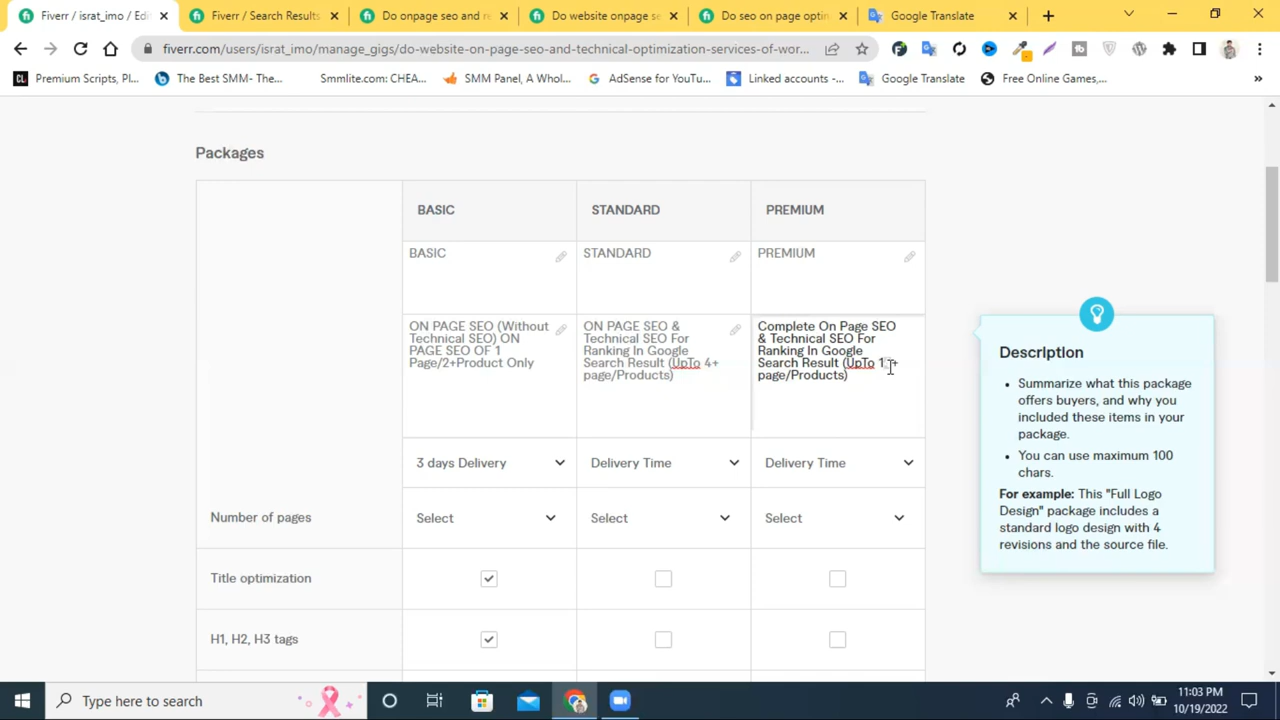 Fiverr / israt_imo / Edi
Fiverr / Search Results
Do onpage seo and re
Do website onpage se
Do seo on page optim
Google Translate
fiverr.com/users/israt_imo/manage_gigs/do-website-on-page-seo-and-technical-optimization-services-of-wor...
Premium Scripts, Pl...
The Best SMM- The...
Smmlite.com: CHEA...
SMM Panel, A Whol...
AdSense for YouTu...
Linked accounts -...
Google Translate
Free Online Games,...
Packages
BASIC
STANDARD
PREMIUM
BASIC
STANDARD
PREMIUM
ON PAGE SEO (Without
Technical SEO) ON
PAGE SEO OF 1
Page/2+Product Only
ON PAGE SEO &
Technical SEO For
Ranking In Google
Search Result (UpTo 4+
page/Products)
Complete On Page SEO
& Technical SEO For
Ranking In Google
Search Result (UpTo
page/Products)
3 days Delivery
Delivery Time
Delivery Time
Number of pages
Select
Select
Select
Title optimization
H1, H2, H3 tags
Description
• Summarize what this package
offers buyers, and why you
included these items in your
package.
• You can use maximum 100
chars.
For example: This "Full Logo
Design" package includes a
standard logo design with 4
revisions and the source file.
Type here to search
11:03 PM
10/19/2022